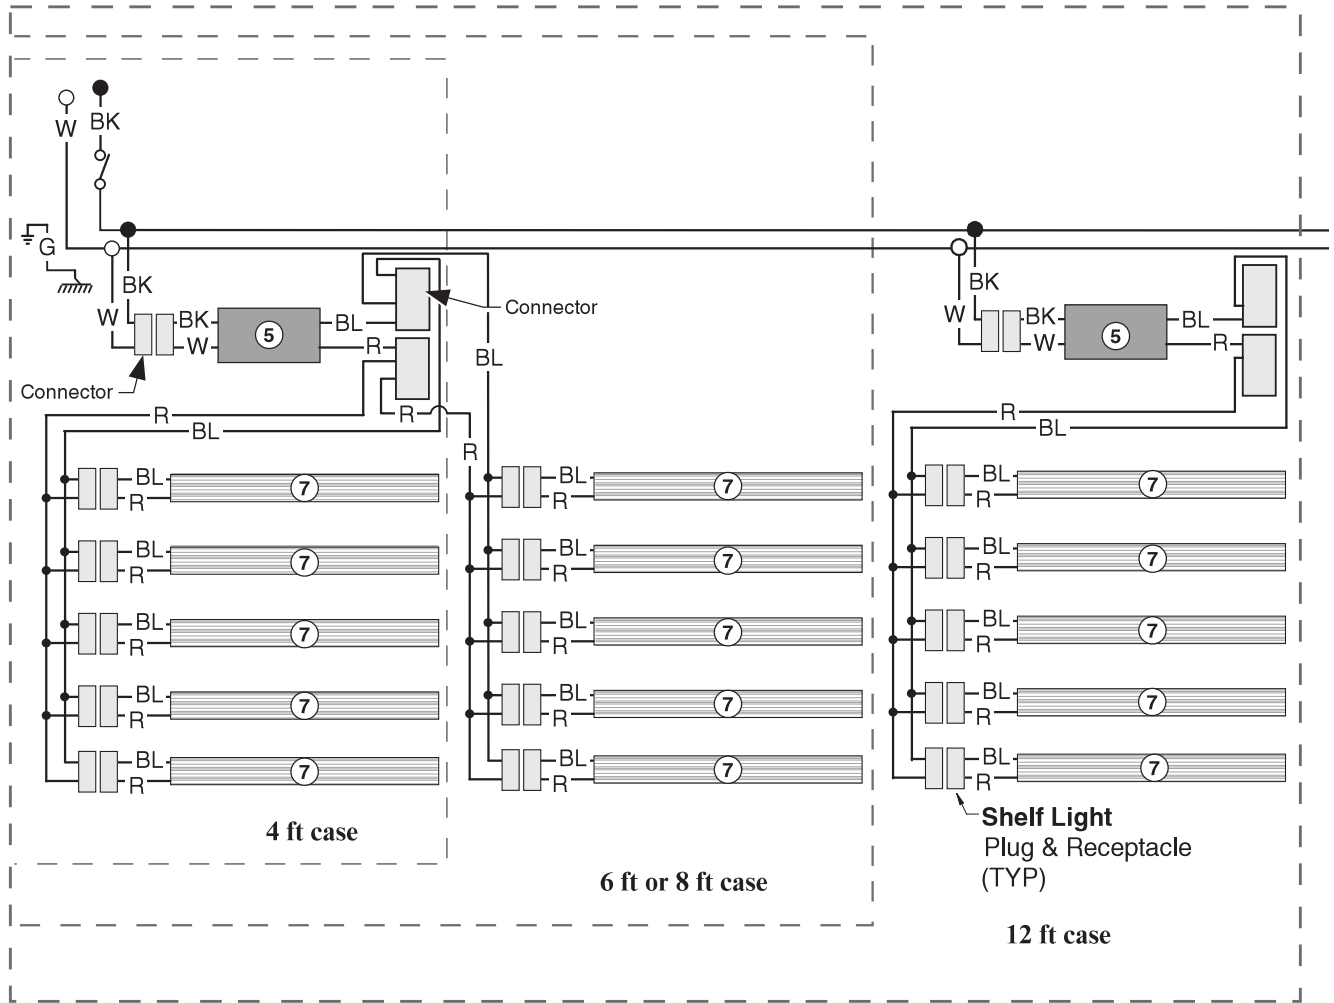 W
BK
G
BK
W
BK
W
5
BL
R
Connector
Connector
BL
R
BL
R
R
BK
W
BK
W
5
BL
R
R
BL
BL
R
7
BL
R
7
BL
R
7
BL
R
7
BL
R
7
BL
R
7
BL
R
7
BL
R
7
BL
R
7
BL
R
7
BL
R
7
BL
R
7
BL
R
7
BL
R
7
BL
R
7
4 ft case
6 ft or 8 ft case
Shelf Light
Plug & Receptacle
(TYP)
12 ft case